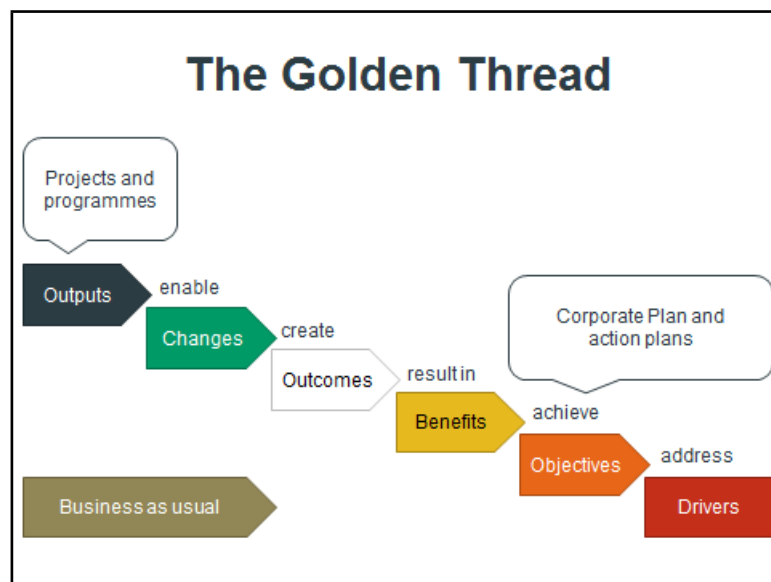 The Golden Thread
Projects and
programmes
Outputs
enable
Changes
create
Outcomes
result in
Benefits
Corporate Plan and
action plans
achieve
Objectives
address
Drivers
Business as usual